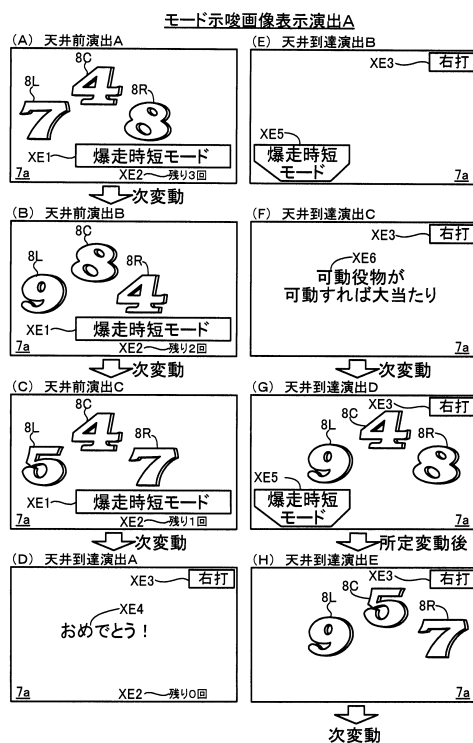 モード示唆画像表示演出A
(A) 天井前演出A
8C
8L
8R
4
7
8
XE1
爆走時短モード
7a
XE2
残り3回
次変動
(B) 天井前演出B
8C
8L
8R
8
9
4
XE1
爆走時短モード
7a
XE2
残り2回
次変動
(C) 天井前演出C
8C
8L
8R
4
5
7
XE1
爆走時短モード
7a
XE2
残り1回
次変動
(D) 天井到達演出A
XE3
右打
XE4
おめでとう!
7a
XE2
残り0回
(E) 天井到達演出B
XE3
右打
XE5
爆走時短
モード
7a
(F) 天井到達演出C
XE3
右打
XE6
可動役物が
可動すれば大当たり
7a
次変動
(G) 天井到達演出D
XE3
右打
8C
8L
8R
4
9
8
XE5
爆走時短
モード
7a
所定変動後
(H) 天井到達演出E
XE3
右打
8C
8L
8R
5
9
7
7a
次変動